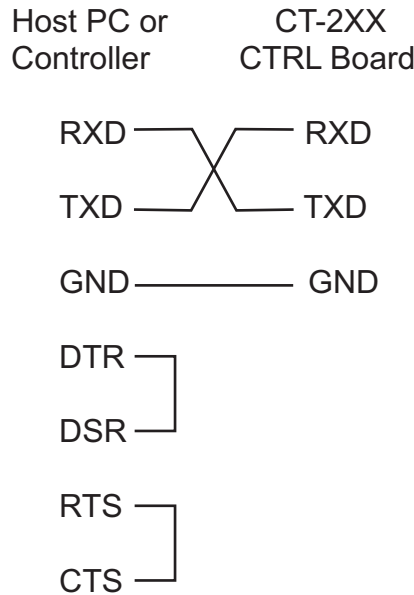 Host PC or CT-2XX
Controller CTRL Board
RXD RXD
TXD TXD
GND GND
DTR
DSR
RTS
CTS